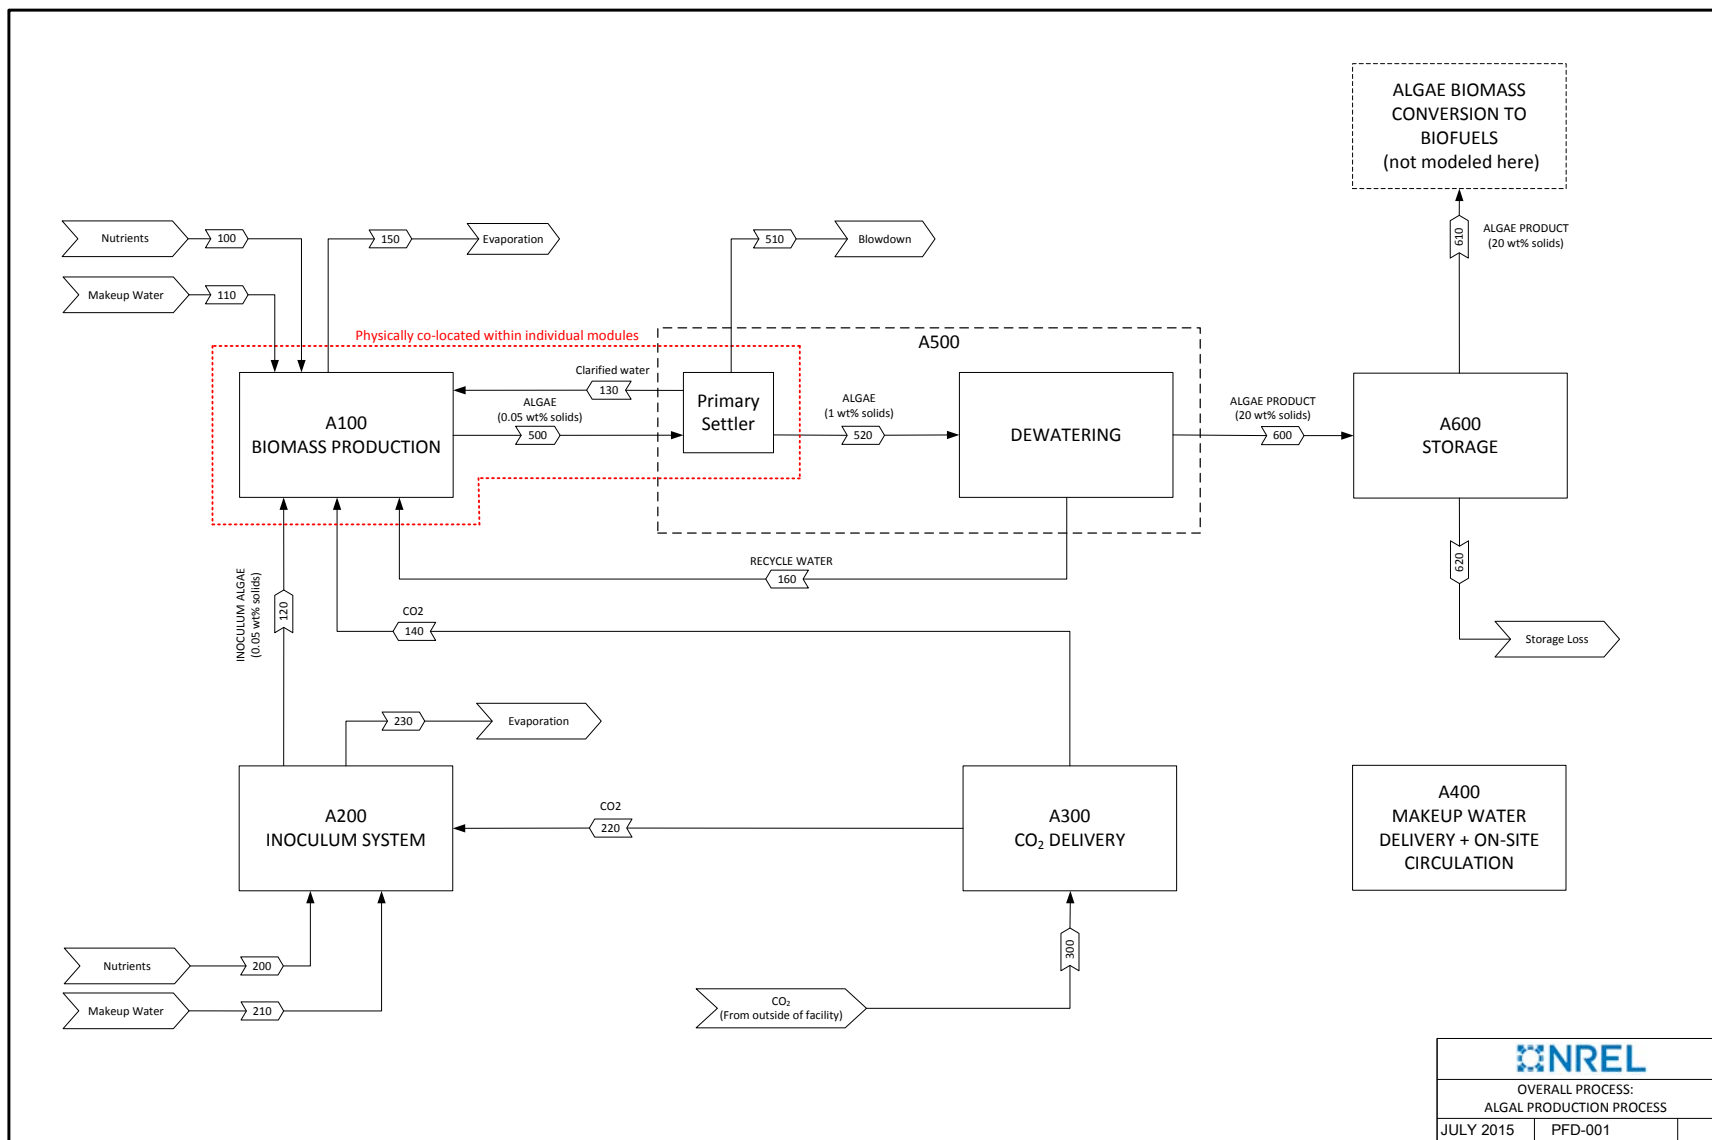 ALGAE BIOMASS
CONVERSION TO
BIOFUELS
(not modeled here)
Nutrients
100
150
Evaporation
510
Blowdown
610
ALGAE PRODUCT
(20 wt% solids)
Makeup Water
110
Physically co-located within individual modules
A500
Clarified water
130
A100
BIOMASS PRODUCTION
ALGAE
(0.05 wt% solids)
500
Primary
Settler
ALGAE
(1 wt% solids)
520
DEWATERING
ALGAE PRODUCT
(20 wt% solids)
600
A600
STORAGE
RECYCLE WATER
160
620
INOCULUM ALGAE
(0.05 wt% solids)
120
CO2
140
Storage Loss
230
Evaporation
A200
INOCULUM SYSTEM
CO2
220
A300
CO₂ DELIVERY
A400
MAKEUP WATER
DELIVERY + ON-SITE
CIRCULATION
Nutrients
200
300
Makeup Water
210
CO₂
(From outside of facility)
NREL
OVERALL PROCESS:
ALGAL PRODUCTION PROCESS
JULY 2015
PFD-001